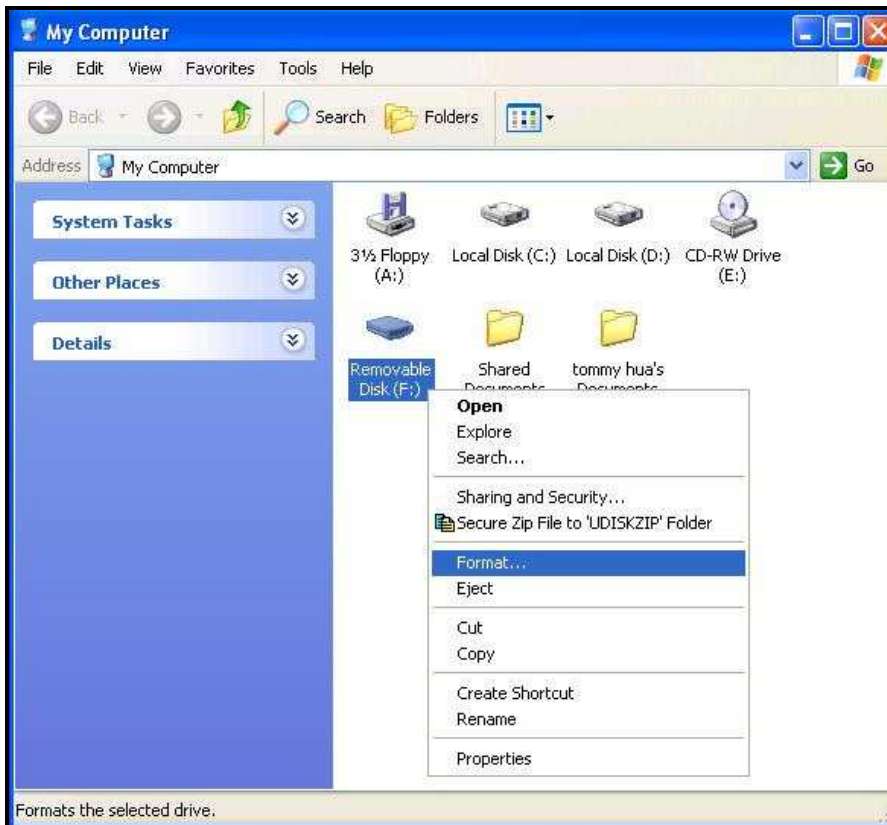 My Computer
File Edit View Favorites Tools Help
Back Search Folders
Address My Computer Go
System Tasks
Other Places
Details
3½ Floppy (A:)
Local Disk (C:)
Local Disk (D:)
CD-RW Drive (E:)
Removable Disk (F:)
Shared Documents
tommy hua's Documents
Open
Explore
Search...
Sharing and Security...
Secure Zip File to 'UDISKZIP' Folder
Format...
Eject
Cut
Copy
Create Shortcut
Rename
Properties
Formats the selected drive.